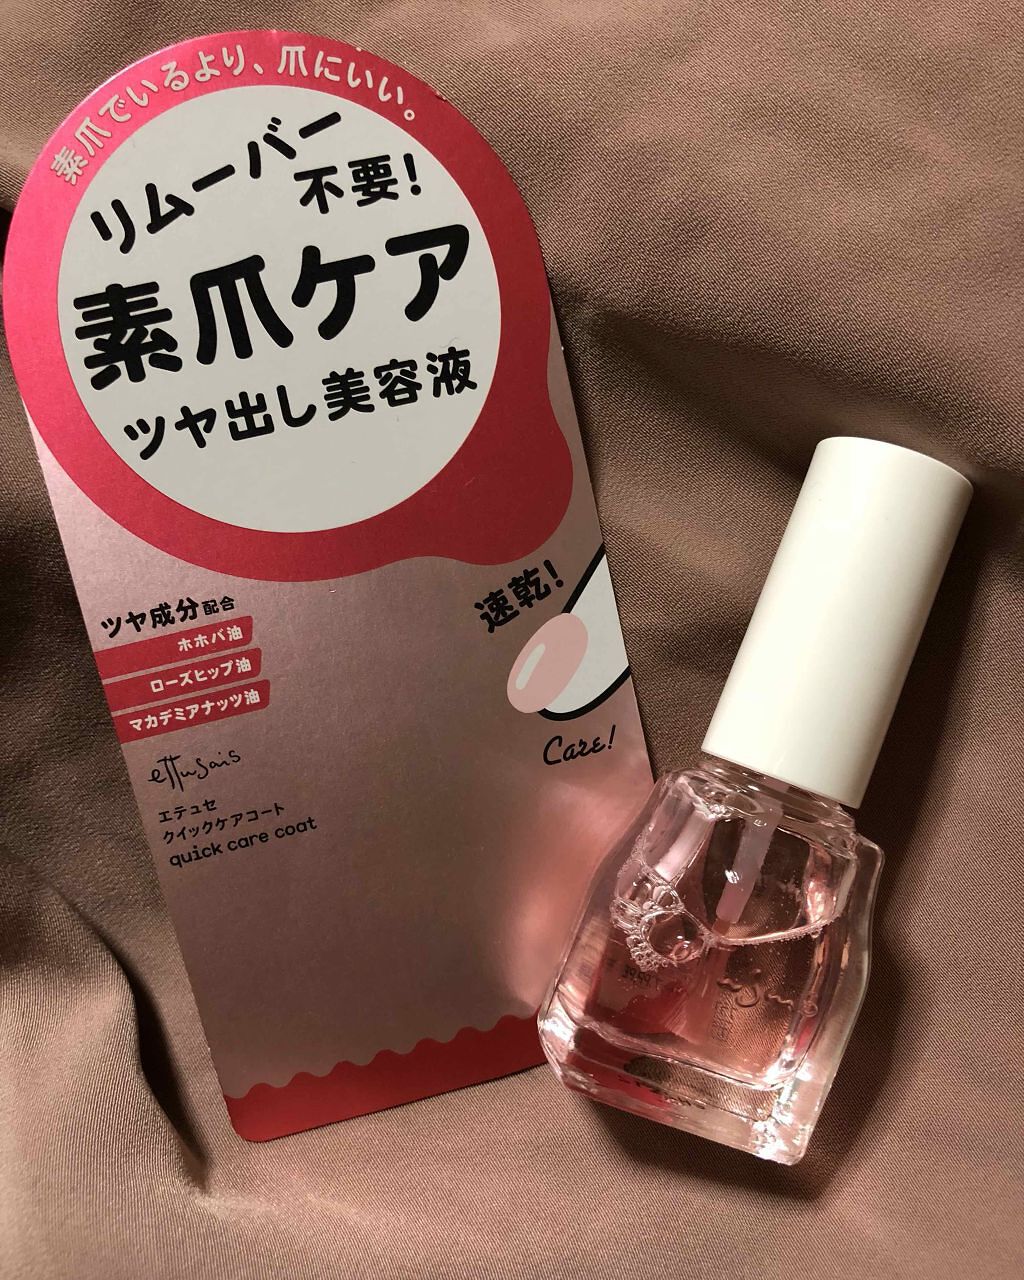 素爪でいるより、爪にいい。
リムーバー
不要!
素爪ケア
ツヤ出し美容液
速乾!
Care!
ツヤ成分配合
ホホバ油
ローズヒップ油
マカデミアナッツ油
ettusais
エテュセ
クイックケアコート
quick care coat